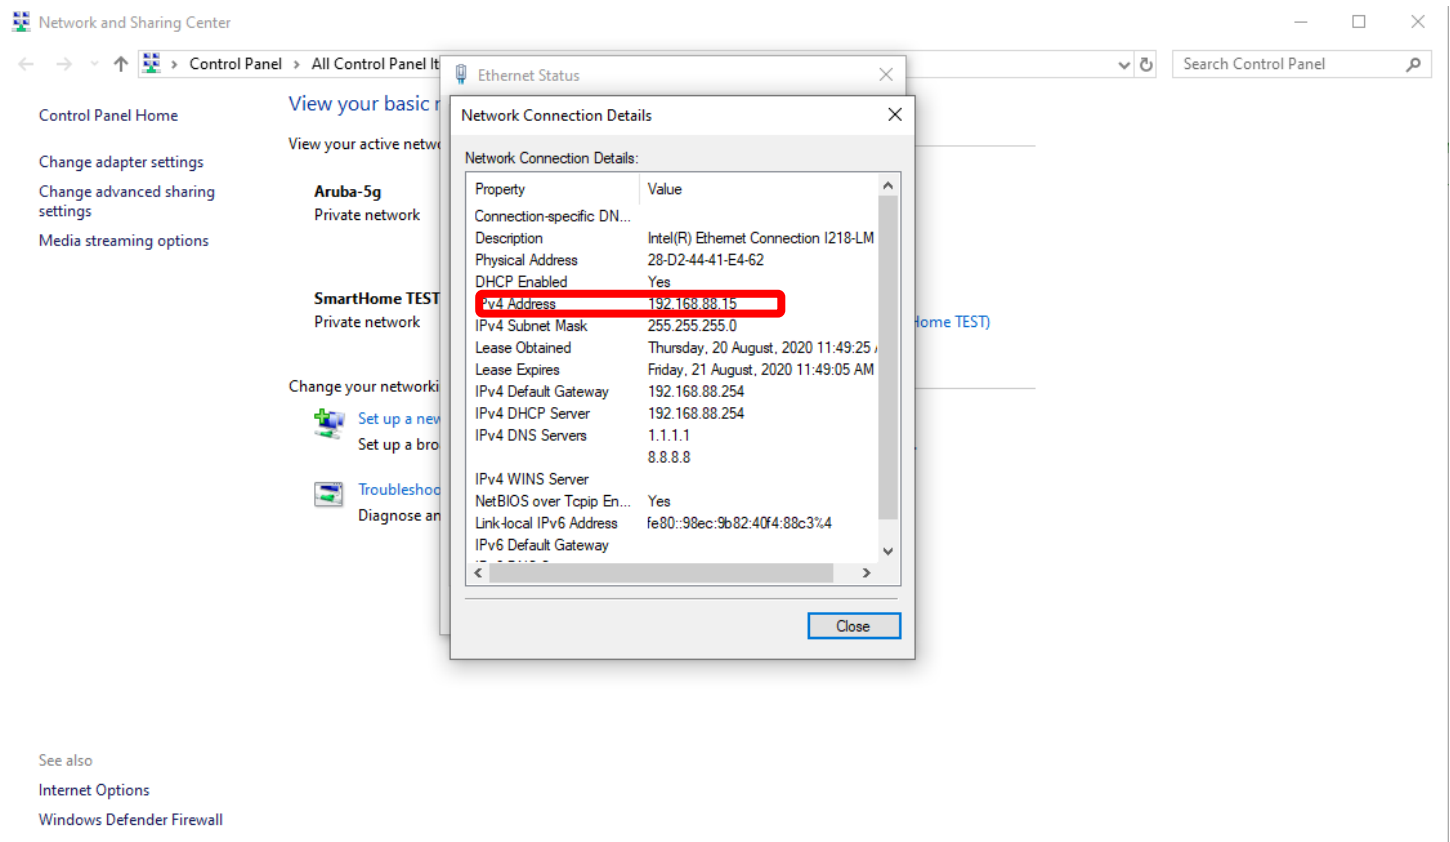 Network and Sharing Center
Control Panel > All Control Panel It
Search Control Panel
Control Panel Home
Change adapter settings
Change advanced sharing
settings
Media streaming options
View your basic
View your active netwo
Aruba-5g
Private network
SmartHome TEST
Private network
Home TEST)
Change your networki
Set up a new
Set up a bro
Troubleshoo
Diagnose an
Ethernet Status
Network Connection Details
Network Connection Details:
Property Value
Connection-specific DN...
Description Intel(R) Ethernet Connection I218-LM
Physical Address 28-D2-44-41-E4-62
DHCP Enabled Yes
IPv4 Address 192.168.88.15
IPv4 Subnet Mask 255.255.255.0
Lease Obtained Thursday, 20 August, 2020 11:49:25
Lease Expires Friday, 21 August, 2020 11:49:05 AM
IPv4 Default Gateway 192.168.88.254
IPv4 DHCP Server 192.168.88.254
IPv4 DNS Servers 1.1.1.1
8.8.8.8
IPv4 WINS Server
NetBIOS over Tcpip En... Yes
Link-local IPv6 Address fe80::98ec:9b82:40f4:88c3%4
IPv6 Default Gateway
Close
See also
Internet Options
Windows Defender Firewall